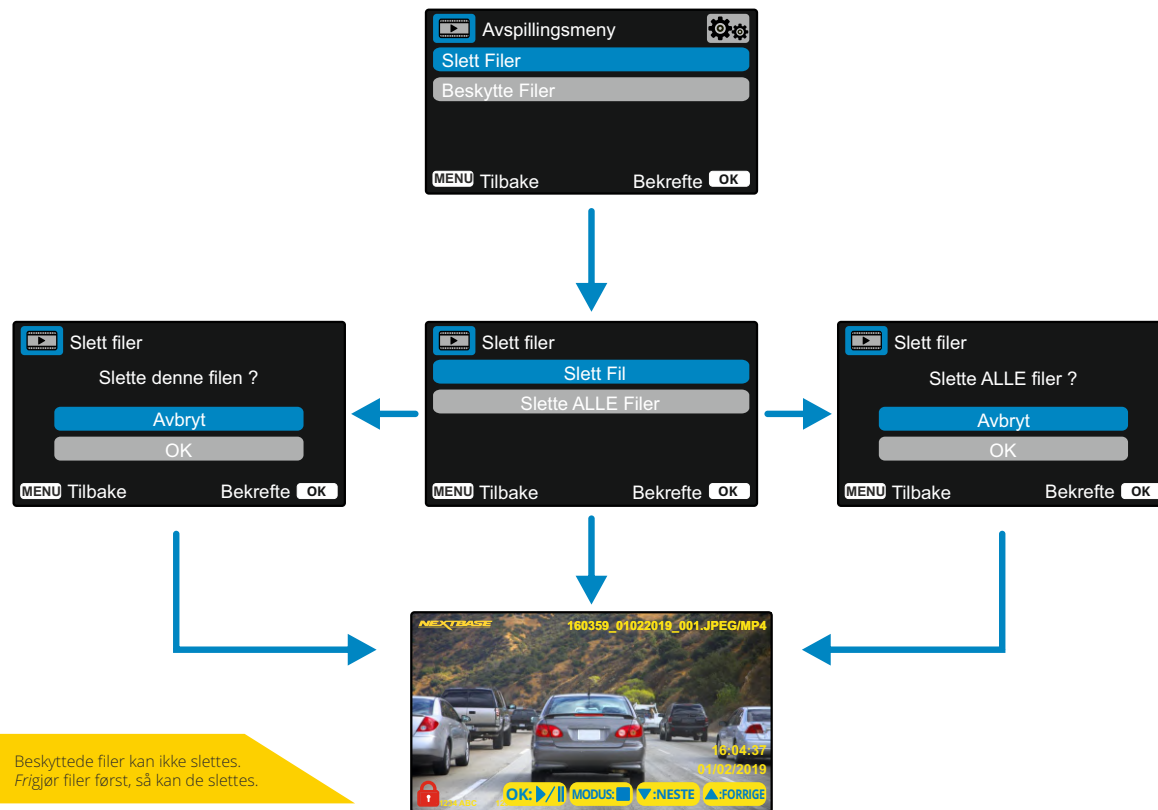 Avspillingsmeny
Slett Filer
Beskytte Filer
MENU Tilbake Bekrefte OK
Slett filer
Slette denne filen ?
Avbryt
OK
MENU Tilbake Bekrefte OK
Slett filer
Slett Fil
Slette ALLE Filer
MENU Tilbake Bekrefte OK
Slett filer
Slette ALLE filer ?
Avbryt
OK
MENU Tilbake Bekrefte OK
NEXTBASE 160359_01022019_001.JPEG/MP4
16:04:37
01/02/2019
OK: MODUS: ▼:NESTE ▲:FORRIGE
Beskyttede filer kan ikke slettes.
Frigjør filer først, så kan de slettes.